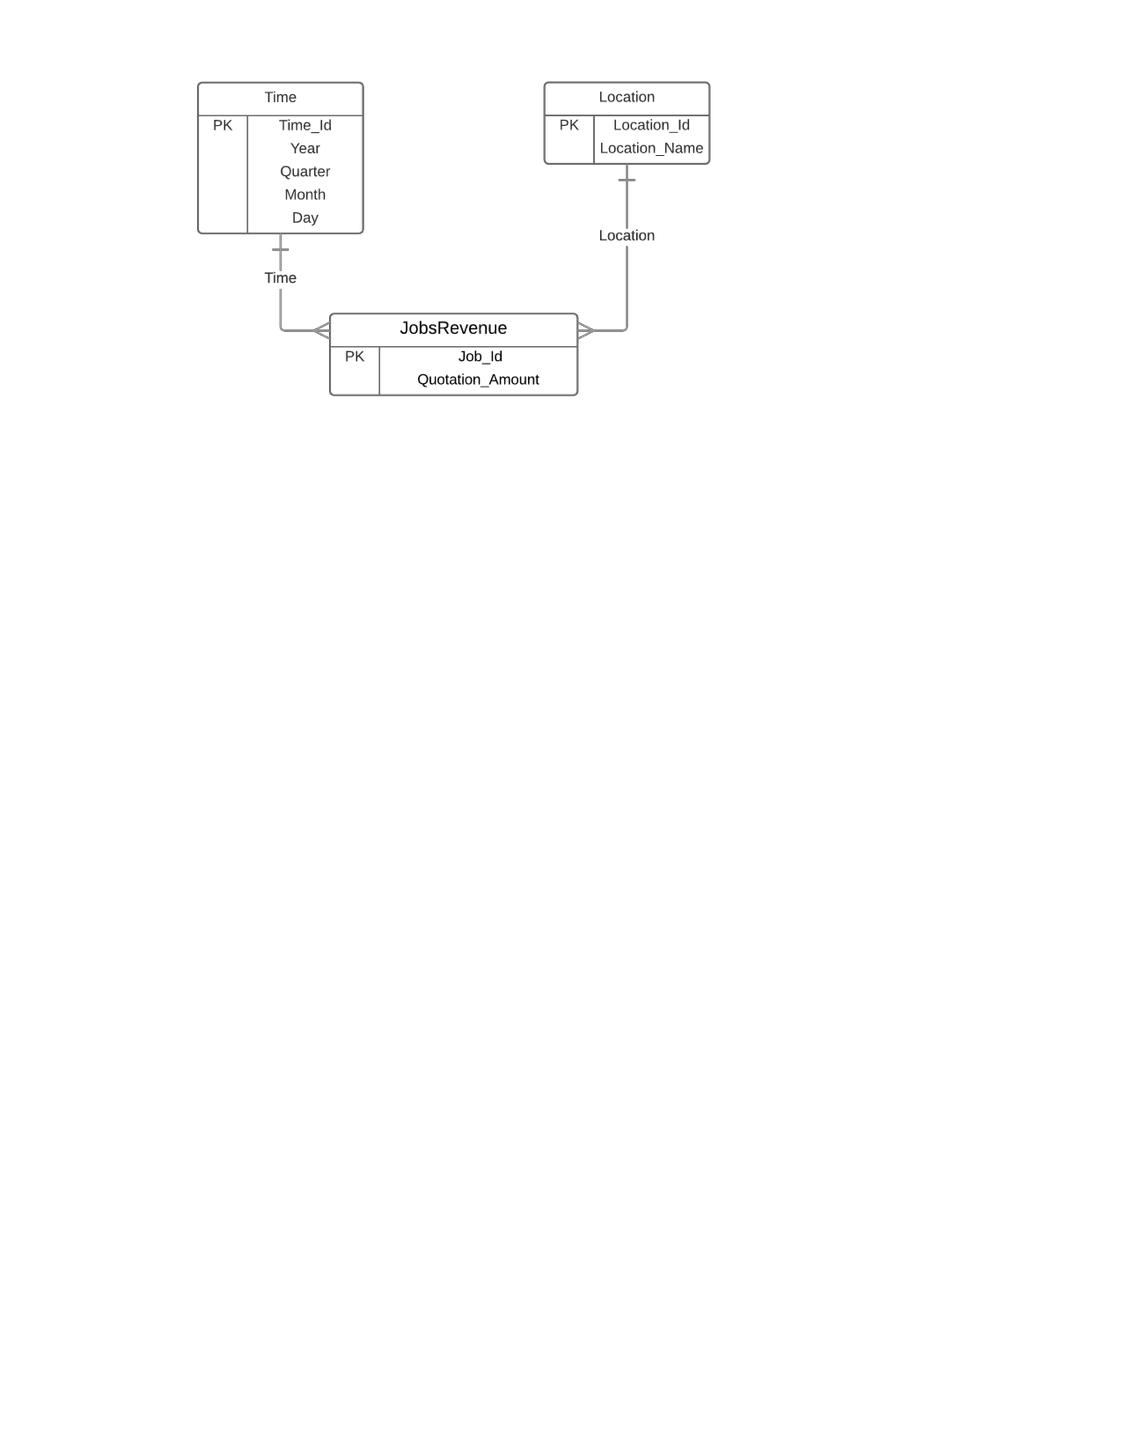 Time
PK Time_Id
Year
Quarter
Month
Day
Location
PK Location_Id
Location_Name
Time
Location
JobsRevenue
PK Job_Id
Quotation_Amount